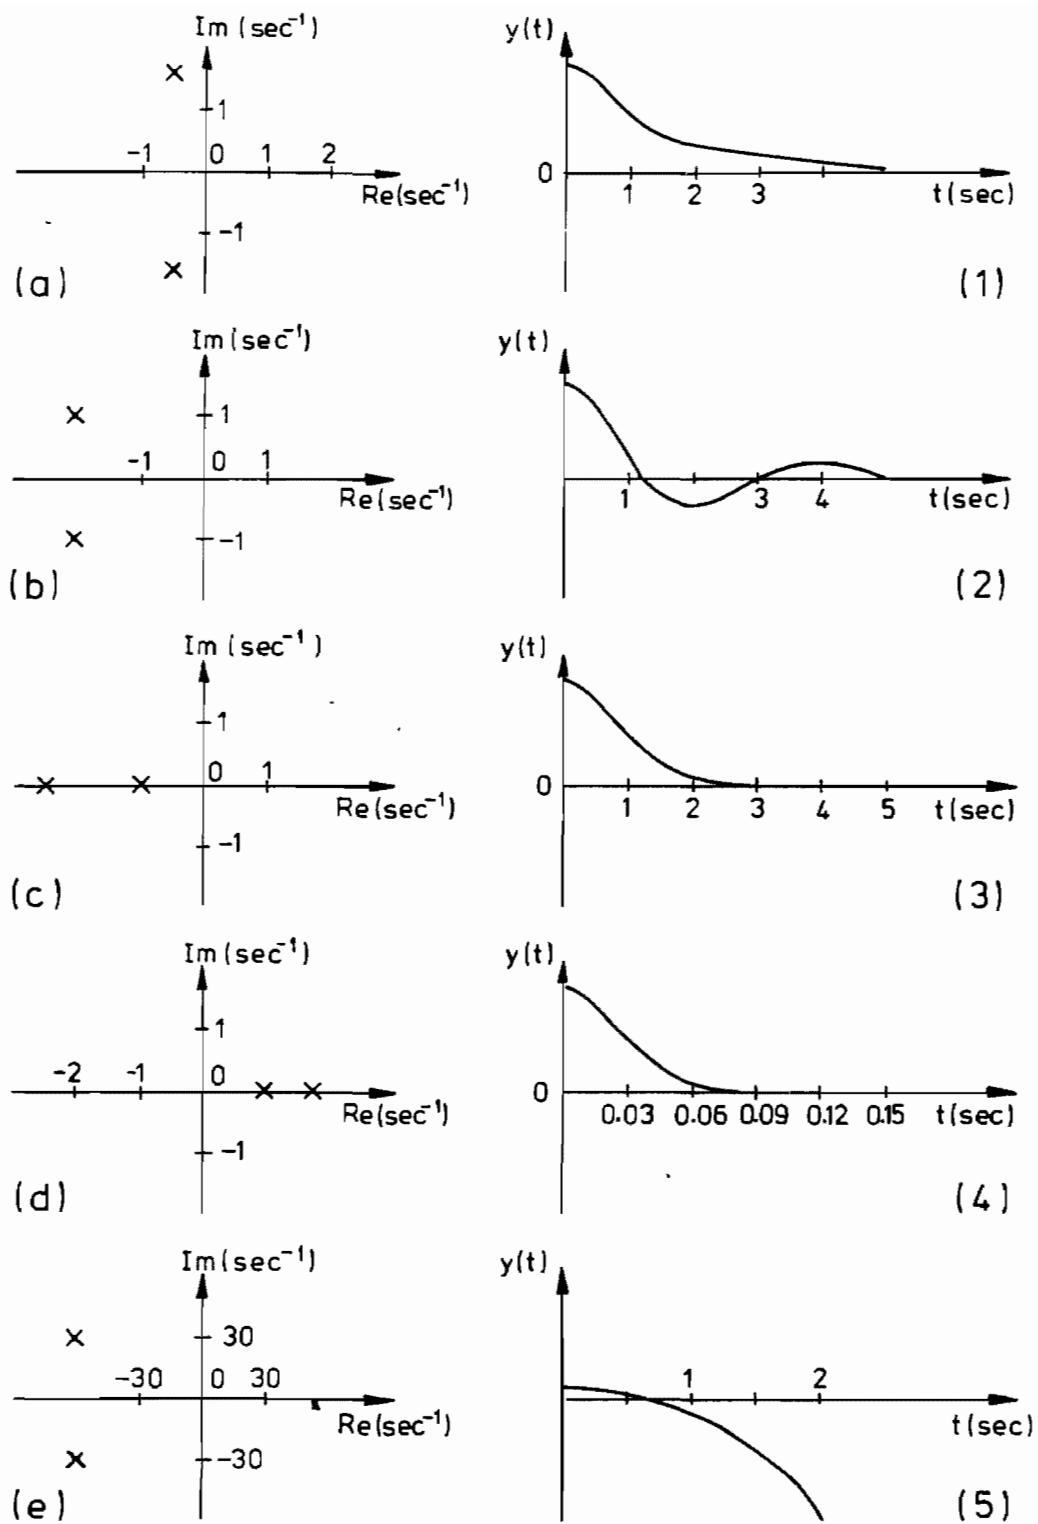 Im (sec⁻¹)
1
-1 0 1 2
Re(sec⁻¹)
-1
(a)
y(t)
0
1 2 3 t(sec)
(1)
Im(sec⁻¹)
1
-1 0 1
Re(sec⁻¹)
-1
(b)
y(t)
1 3 4 t(sec)
(2)
Im (sec⁻¹)
1
0 1
Re(sec⁻¹)
-1
(c)
y(t)
0
1 2 3 4 5 t(sec)
(3)
Im(sec⁻¹)
1
-2 -1 0
Re(sec⁻¹)
-1
(d)
y(t)
0
0.03 0.06 0.09 0.12 0.15 t(sec)
(4)
Im(sec⁻¹)
30
-30 0 30
Re(sec⁻¹)
-30
(e)
y(t)
1 2
t(sec)
(5)